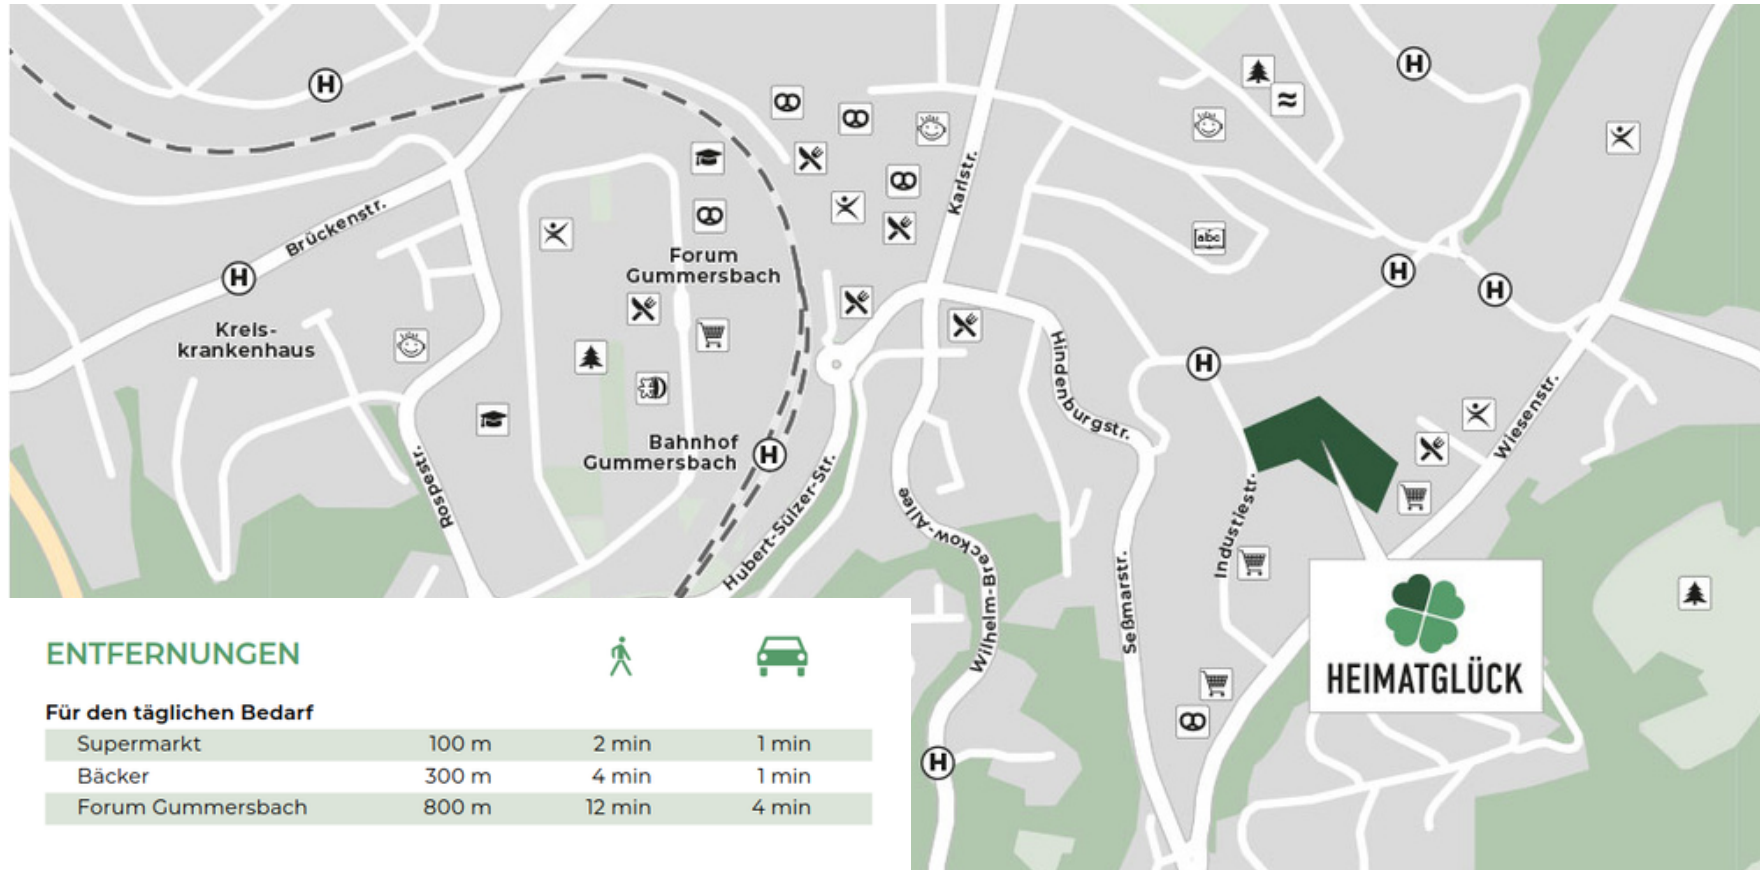 H
H
Brückenstr.
H
Kreis-
krankenhaus
Forum
Gummersbach
Karlstr.
abc
H
H
H
Hindenburgstr.
Bahnhof
Gummersbach
H
Rospestr.
Hubert-Sülzer-Str.
Wilhelm-Breckow-Allee
Seßmarstr.
Industiestr.
Wiesenstr.
H
HEIMATGLÜCK
ENTFERNUNGEN
Für den täglichen Bedarf
Supermarkt 100 m 2 min 1 min
Bäcker 300 m 4 min 1 min
Forum Gummersbach 800 m 12 min 4 min